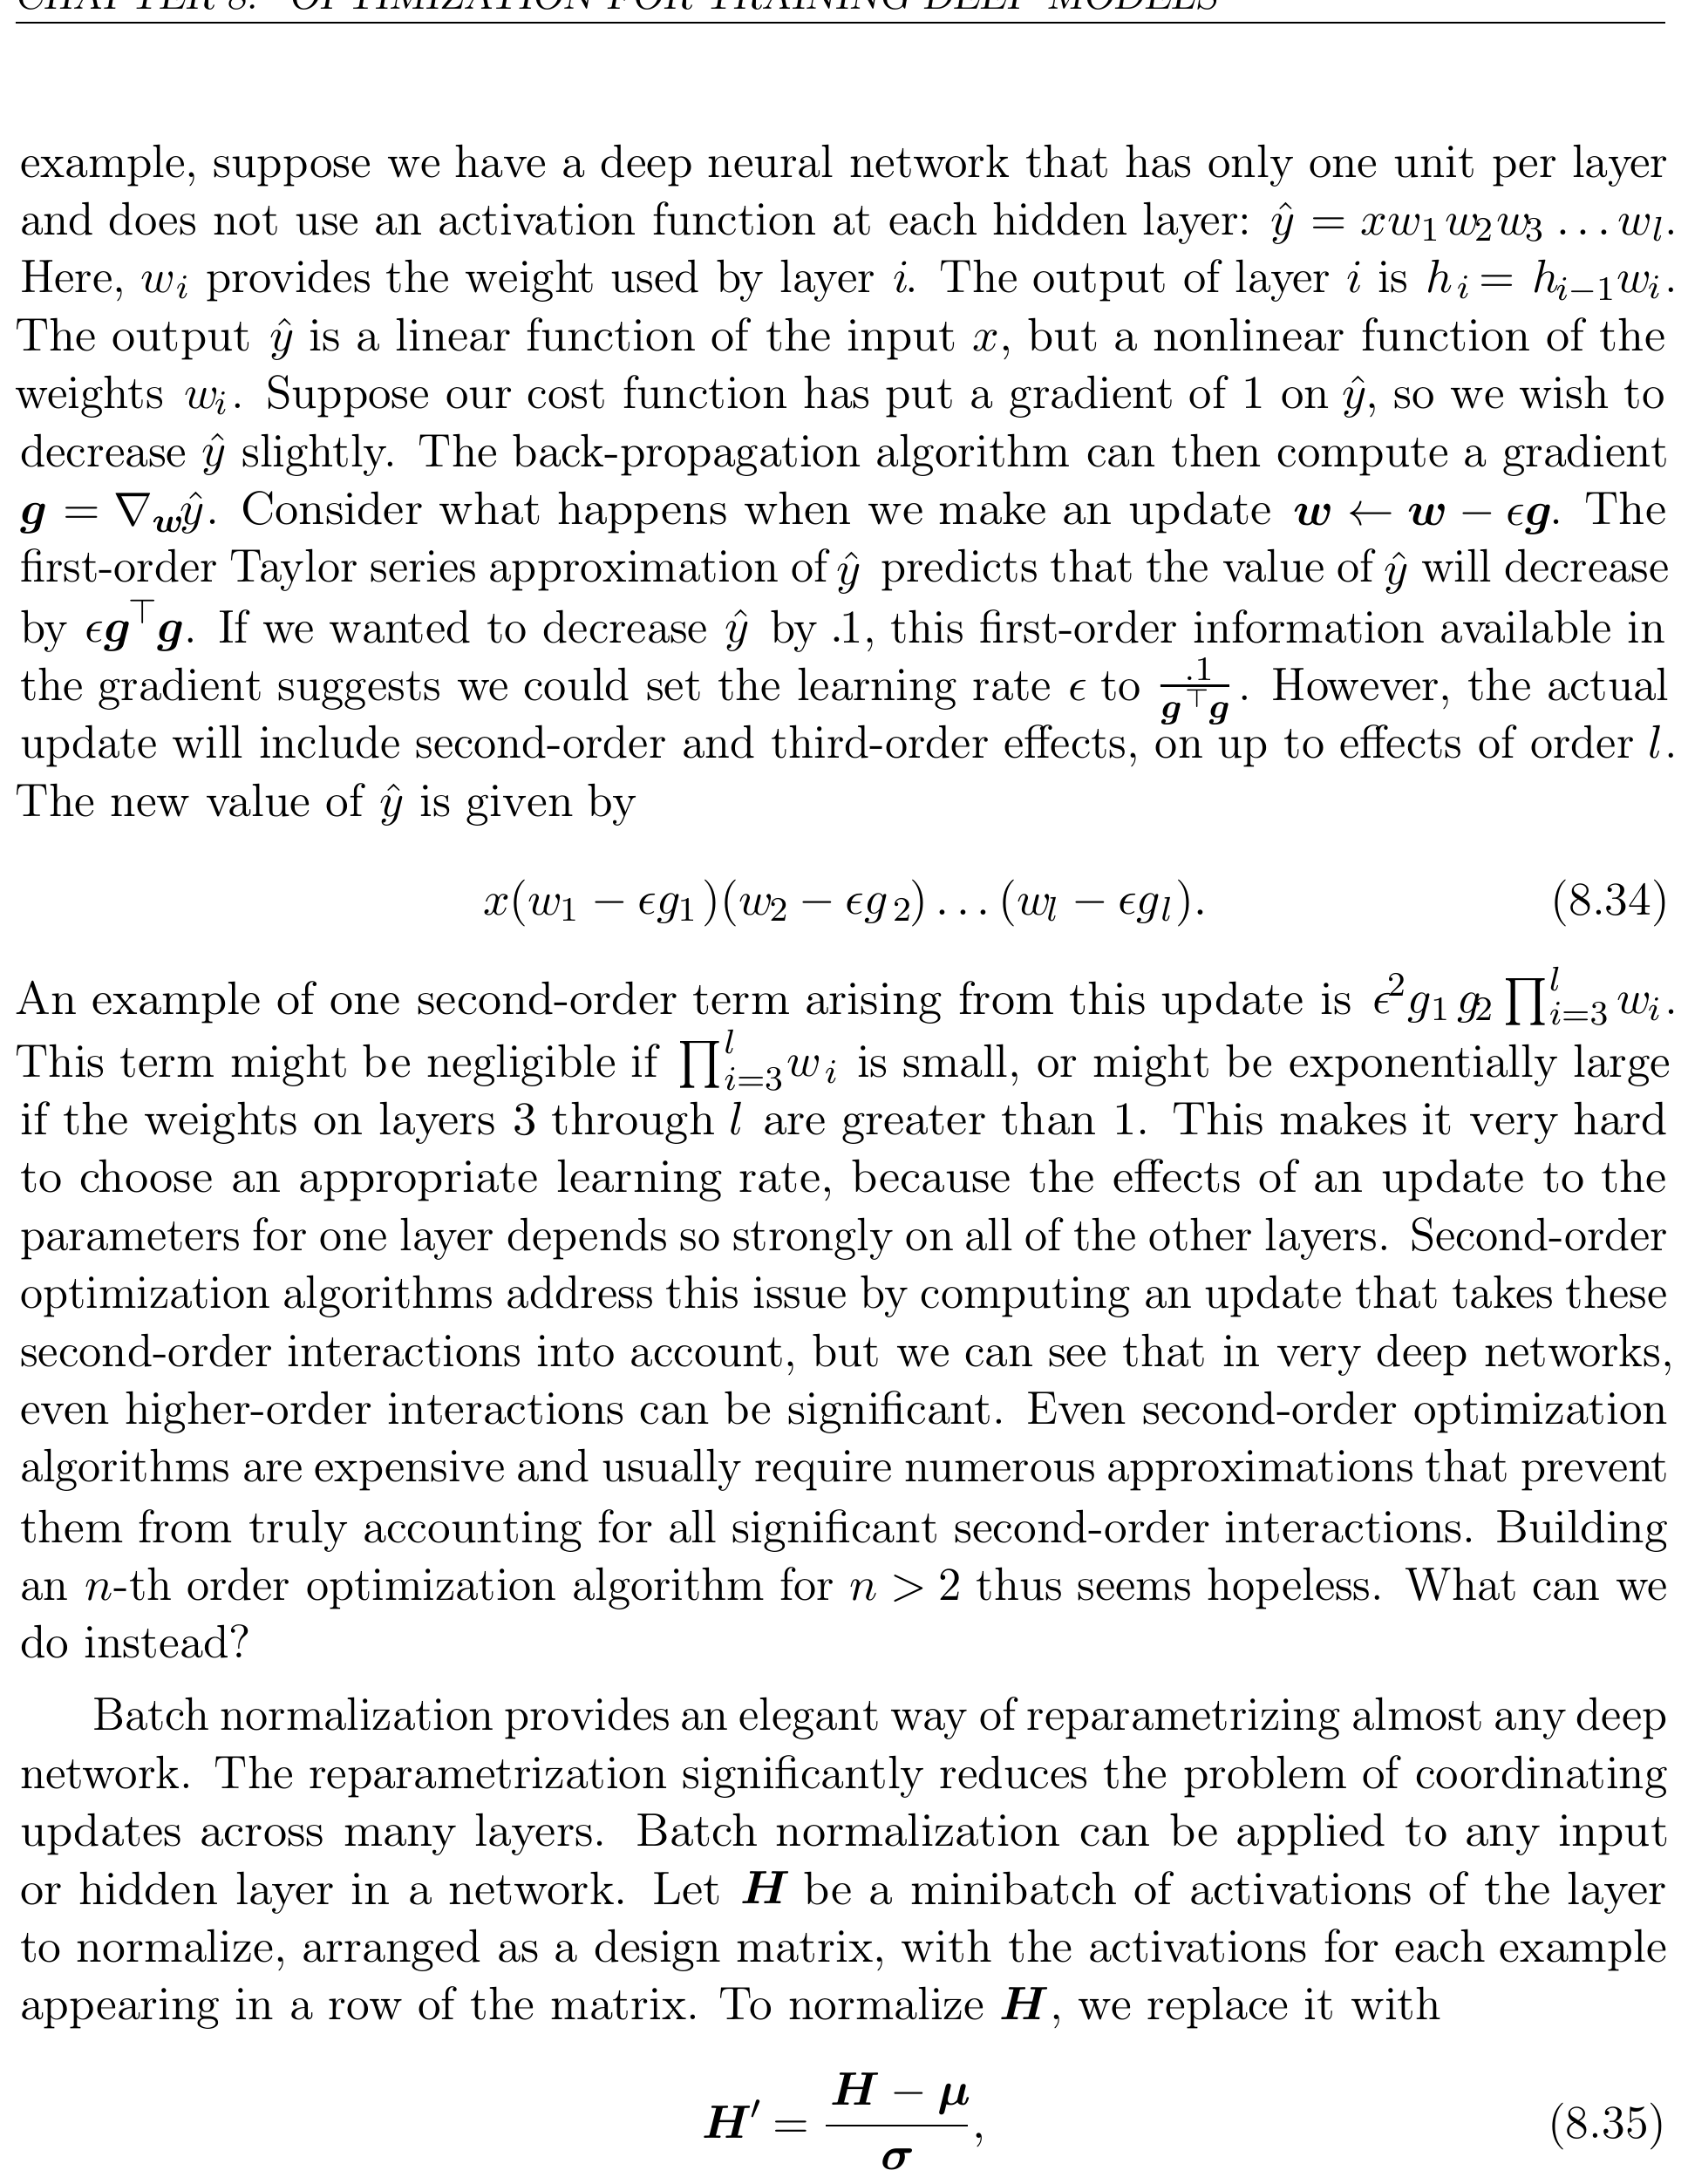 CHAPTER 8. OPTIMIZATION FOR TRAINING DEEP MODELS
example, suppose we have a deep neural network that has only one unit per layer
and does not use an activation function at each hidden layer: ŷ = xw₁w₂w₃ . . . wₗ.
Here, wᵢ provides the weight used by layer i. The output of layer i is hᵢ = hᵢ₋₁wᵢ.
The output ŷ is a linear function of the input x, but a nonlinear function of the
weights wᵢ. Suppose our cost function has put a gradient of 1 on ŷ, so we wish to
decrease ŷ slightly. The back-propagation algorithm can then compute a gradient
g = ∇_w ŷ. Consider what happens when we make an update w ← w − ϵg. The
first-order Taylor series approximation of ŷ predicts that the value of ŷ will decrease
by ϵg⊤g. If we wanted to decrease ŷ by .1, this first-order information available in
the gradient suggests we could set the learning rate ϵ to .1/g⊤g. However, the actual
update will include second-order and third-order effects, on up to effects of order l.
The new value of ŷ is given by
x(w₁ − ϵg₁)(w₂ − ϵg₂) . . . (wₗ − ϵgₗ). (8.34)
An example of one second-order term arising from this update is ϵ²g₁g₂ ∏ˡᵢ₌₃ wᵢ.
This term might be negligible if ∏ˡᵢ₌₃ wᵢ is small, or might be exponentially large
if the weights on layers 3 through l are greater than 1. This makes it very hard
to choose an appropriate learning rate, because the effects of an update to the
parameters for one layer depends so strongly on all of the other layers. Second-order
optimization algorithms address this issue by computing an update that takes these
second-order interactions into account, but we can see that in very deep networks,
even higher-order interactions can be significant. Even second-order optimization
algorithms are expensive and usually require numerous approximations that prevent
them from truly accounting for all significant second-order interactions. Building
an n-th order optimization algorithm for n > 2 thus seems hopeless. What can we
do instead?
Batch normalization provides an elegant way of reparametrizing almost any deep
network. The reparametrization significantly reduces the problem of coordinating
updates across many layers. Batch normalization can be applied to any input
or hidden layer in a network. Let H be a minibatch of activations of the layer
to normalize, arranged as a design matrix, with the activations for each example
appearing in a row of the matrix. To normalize H, we replace it with
H′ = (H − μ)/σ, (8.35)